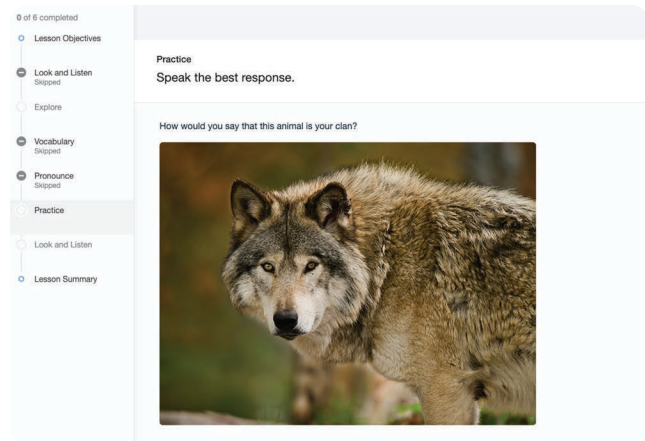 0 of 6 completed
Lesson Objectives
Look and Listen
Skipped
Explore
Vocabulary
Skipped
Pronounce
Skipped
Practice
Look and Listen
Lesson Summary
Practice
Speak the best response.
How would you say that this animal is your clan?